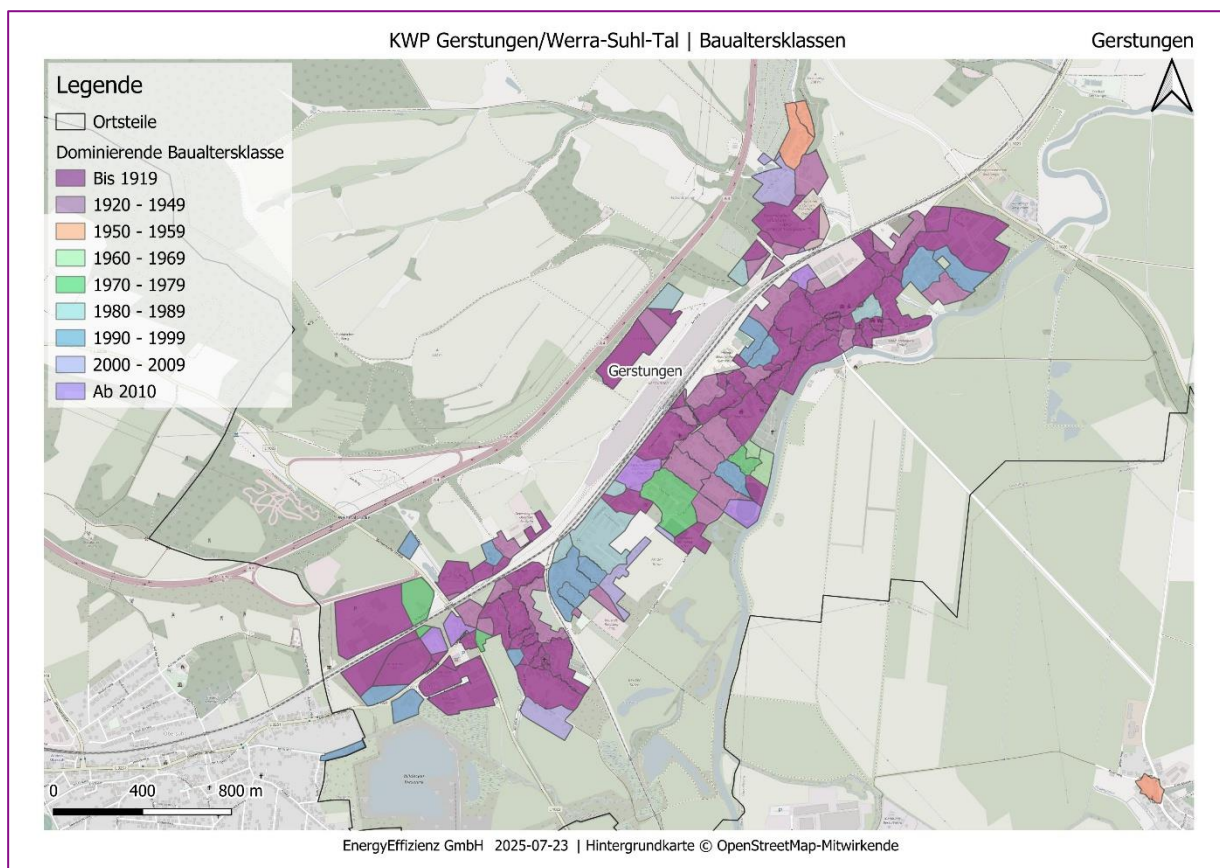 KWP Gerstungen/Werra-Suhl-Tal | Baualtersklassen
Gerstungen
Legende
Ortsteile
Dominierende Baualtersklasse
Bis 1919
1920 - 1949
1950 - 1959
1960 - 1969
1970 - 1979
1980 - 1989
1990 - 1999
2000 - 2009
Ab 2010
Gerstungen
0 400 800 m
EnergyEffizienz GmbH 2025-07-23 | Hintergrundkarte © OpenStreetMap-Mitwirkende